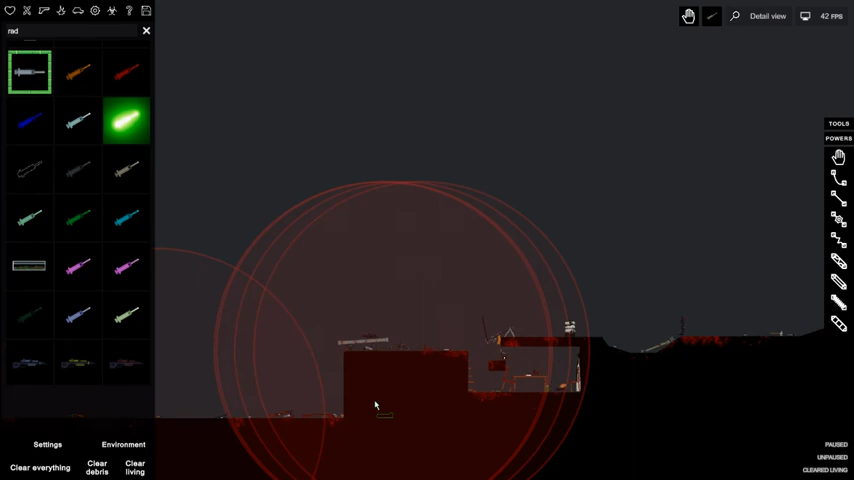 rad
Detail view
42 FPS
TOOLS
POWERS
Settings
Environment
Clear everything
Clear debris
Clear living
PAUSED
UNPAUSED
CLEARED LIVING